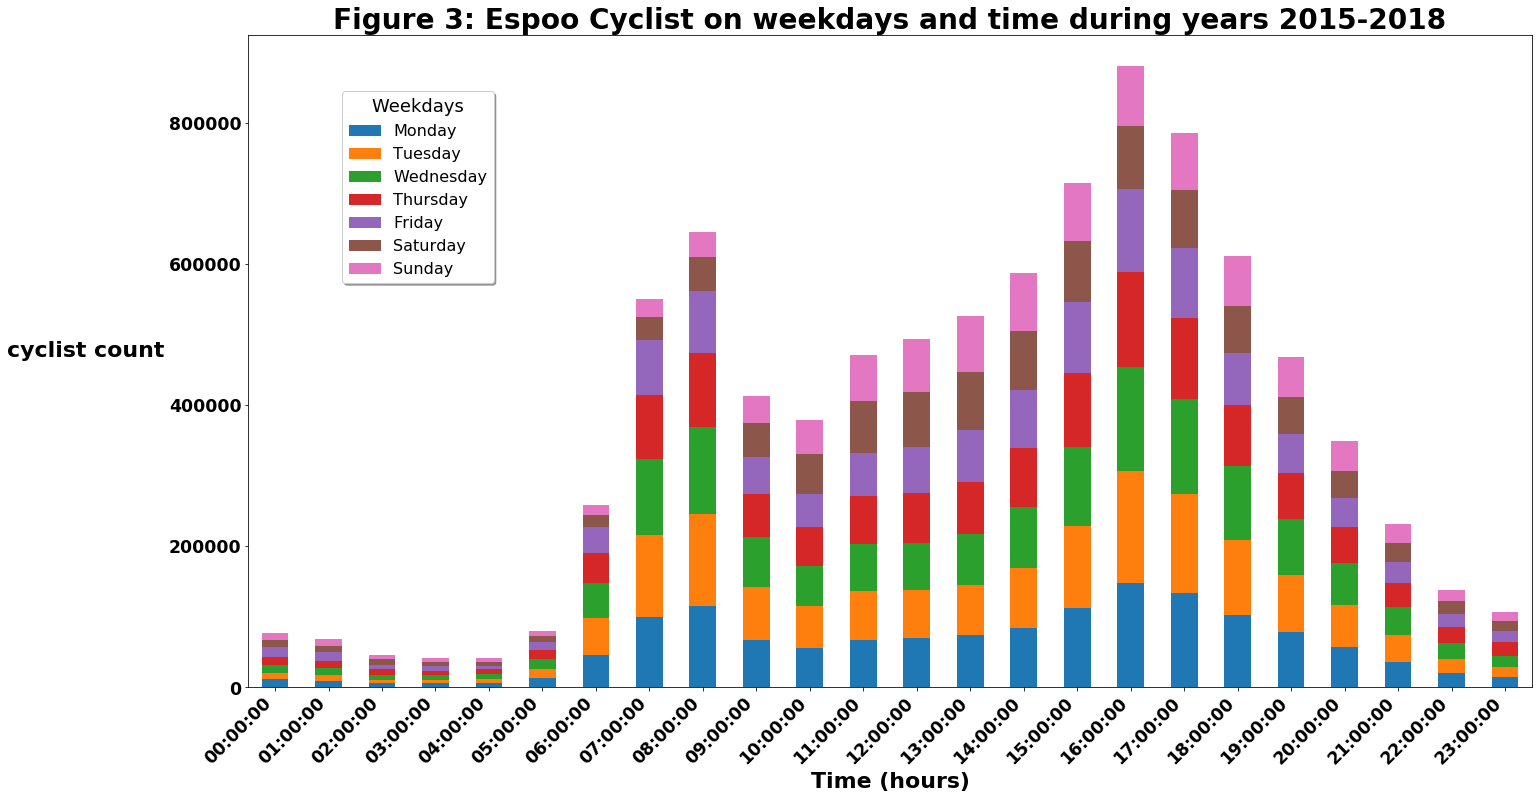 Figure 3: Espoo Cyclist on weekdays and time during years 2015-2018
Weekdays
Monday
Tuesday
Wednesday
Thursday
Friday
Saturday
Sunday
800000
600000
400000
200000
0
cyclist count
00:00:00
01:00:00
02:00:00
03:00:00
04:00:00
05:00:00
06:00:00
07:00:00
08:00:00
09:00:00
10:00:00
11:00:00
12:00:00
13:00:00
14:00:00
15:00:00
16:00:00
17:00:00
18:00:00
19:00:00
20:00:00
21:00:00
22:00:00
23:00:00
Time (hours)